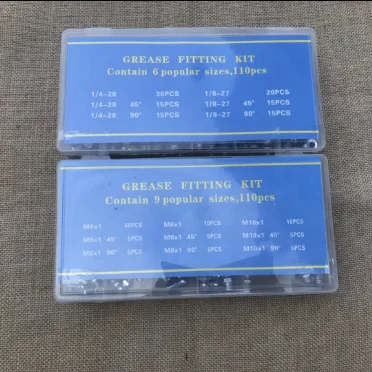 GREASE FITTING KIT
Contain 6 popular sizes,110pcs
1/4-28 30PCS 1/8-27 20PCS
1/4-28 45° 15PCS 1/8-27 45° 15PCS
1/4-28 90° 15PCS 1/8-27 90° 15PCS
GREASE FITTING KIT
Contain 9 popular sizes,110pcs
M6x1 M8x1 10PCS M10x1
M6x1 45° 5PCS M8x1 45° 5PCS M10x1 45° 5PCS
M6x1 90° 5PCS M8x1 90° 5PCS M10x1 90° 5PCS